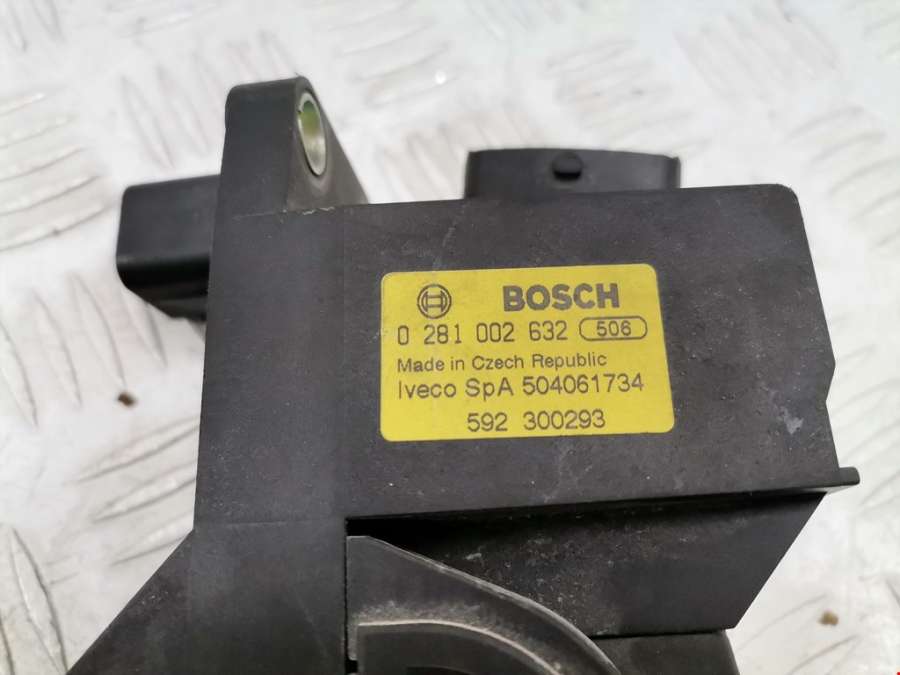 BOSCH
0 281 002 632 506
Made in Czech Republic
Iveco SpA 504061734
592 300293